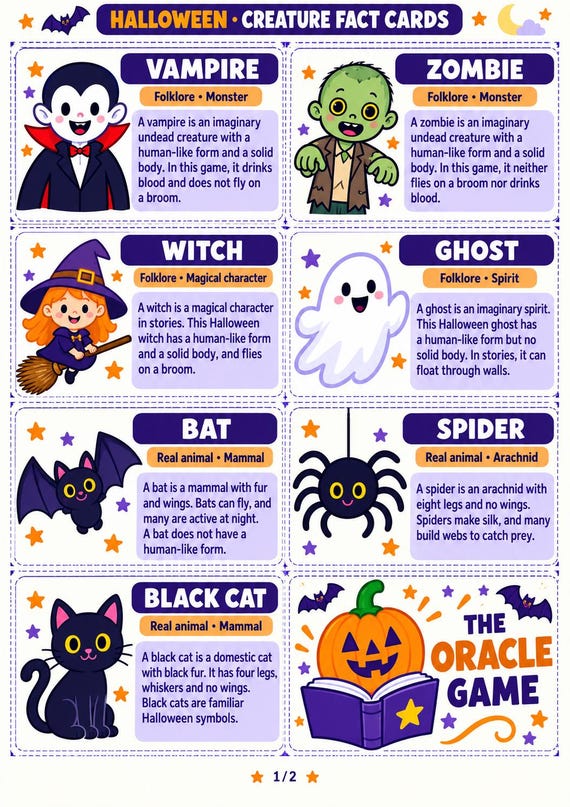 HALLOWEEN • CREATURE FACT CARDS
VAMPIRE
Folklore • Monster
A vampire is an imaginary
undead creature with a
human-like form and a solid
body. In this game, it drinks
blood and does not fly on
a broom.
ZOMBIE
Folklore • Monster
A zombie is an imaginary
undead creature with a
human-like form and a solid
body. In this game, it neither
flies on a broom nor drinks
blood.
WITCH
Folklore • Magical character
A witch is a magical character
in stories. This Halloween
witch has a human-like form
and a solid body, and flies
on a broom.
GHOST
Folklore • Spirit
A ghost is an imaginary spirit.
This Halloween ghost has
a human-like form but no
solid body. In stories, it can
float through walls.
BAT
Real animal • Mammal
A bat is a mammal with fur
and wings. Bats can fly, and
many are active at night.
A bat does not have a
human-like form.
SPIDER
Real animal • Arachnid
A spider is an arachnid with
eight legs and no wings.
Spiders make silk, and many
build webs to catch prey.
BLACK CAT
Real animal • Mammal
A black cat is a domestic cat
with black fur. It has four legs,
whiskers and no wings.
Black cats are familiar
Halloween symbols.
THE
ORACLE
GAME
1/2